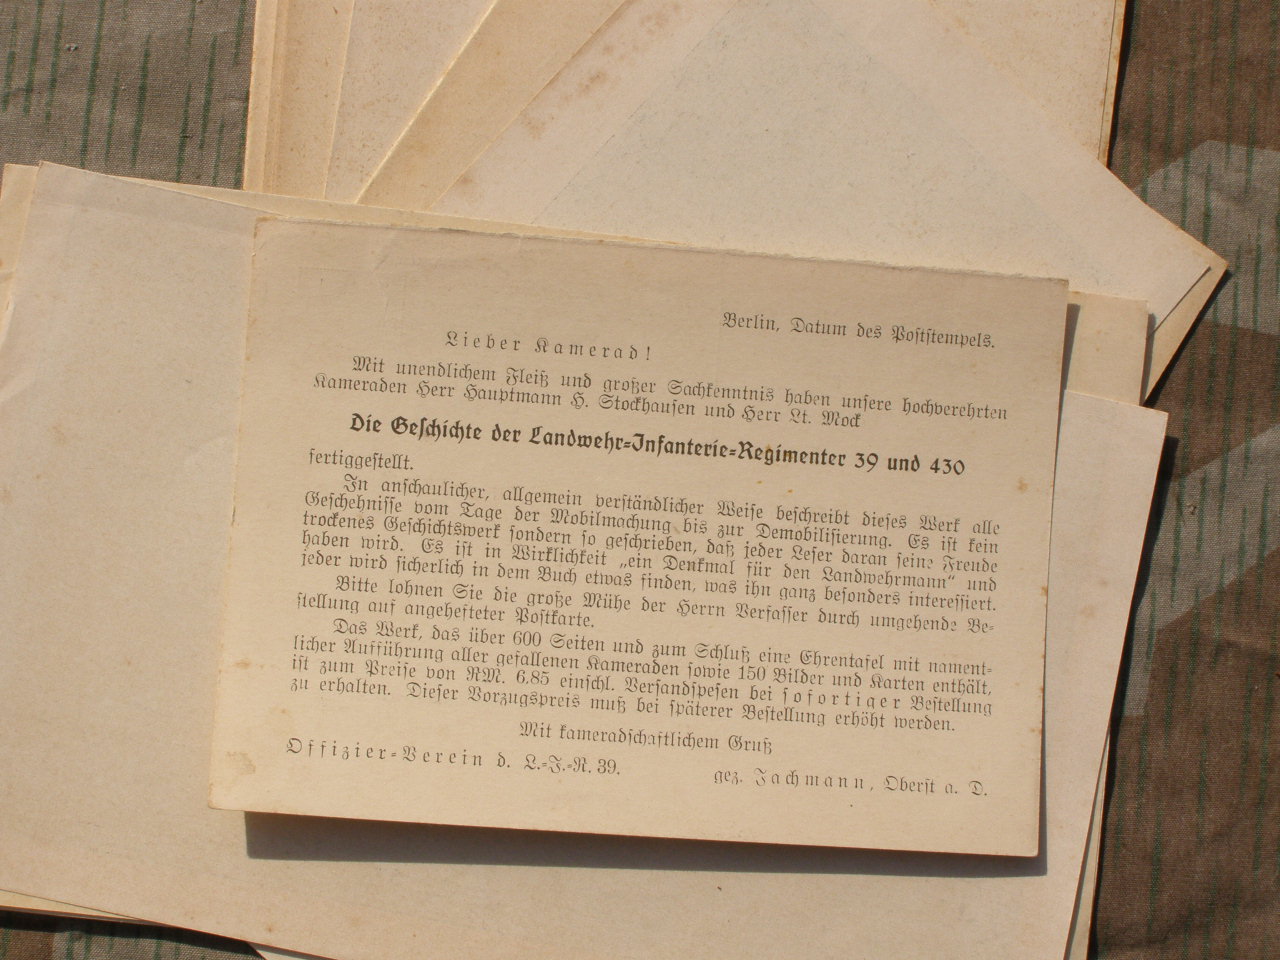 Berlin, Datum des Poststempels.
Lieber Kamerad!
Mit unendlichem Fleiß und großer Sachkenntnis haben unsere hochverehrten
Kameraden Herr Hauptmann H. Stockhausen und Herr Lt. Mock
Die Geschichte der Landwehr=Infanterie=Regimenter 39 und 430
fertiggestellt.
In anschaulicher, allgemein verständlicher Weise beschreibt dieses Werk alle
Geschehnisse vom Tage der Mobilmachung bis zur Demobilisierung. Es ist kein
trockenes Geschichtswerk sondern so geschrieben, daß jeder Leser daran seine Freude
haben wird. Es ist in Wirklichkeit „ein Denkmal für den Landwehrmann“ und
jeder wird sicherlich in dem Buch etwas finden, was ihn ganz besonders interessiert.
Bitte lohnen Sie die große Mühe der Herrn Verfasser durch umgehende Be=
stellung auf angehefteter Postkarte.
Das Werk, das über 600 Seiten und zum Schluß eine Ehrentafel mit nament=
licher Aufführung aller gefallenen Kameraden sowie 150 Bilder und Karten enthält,
ist zum Preise von RM. 6,85 einschl. Versandspesen bei sofortiger Bestellung
zu erhalten. Dieser Vorzugspreis muß bei späterer Bestellung erhöht werden.
Mit kameradschaftlichem Gruß
Offizier=Verein d. L.=I.=R. 39.
gez. Jachmann, Oberst a. D.